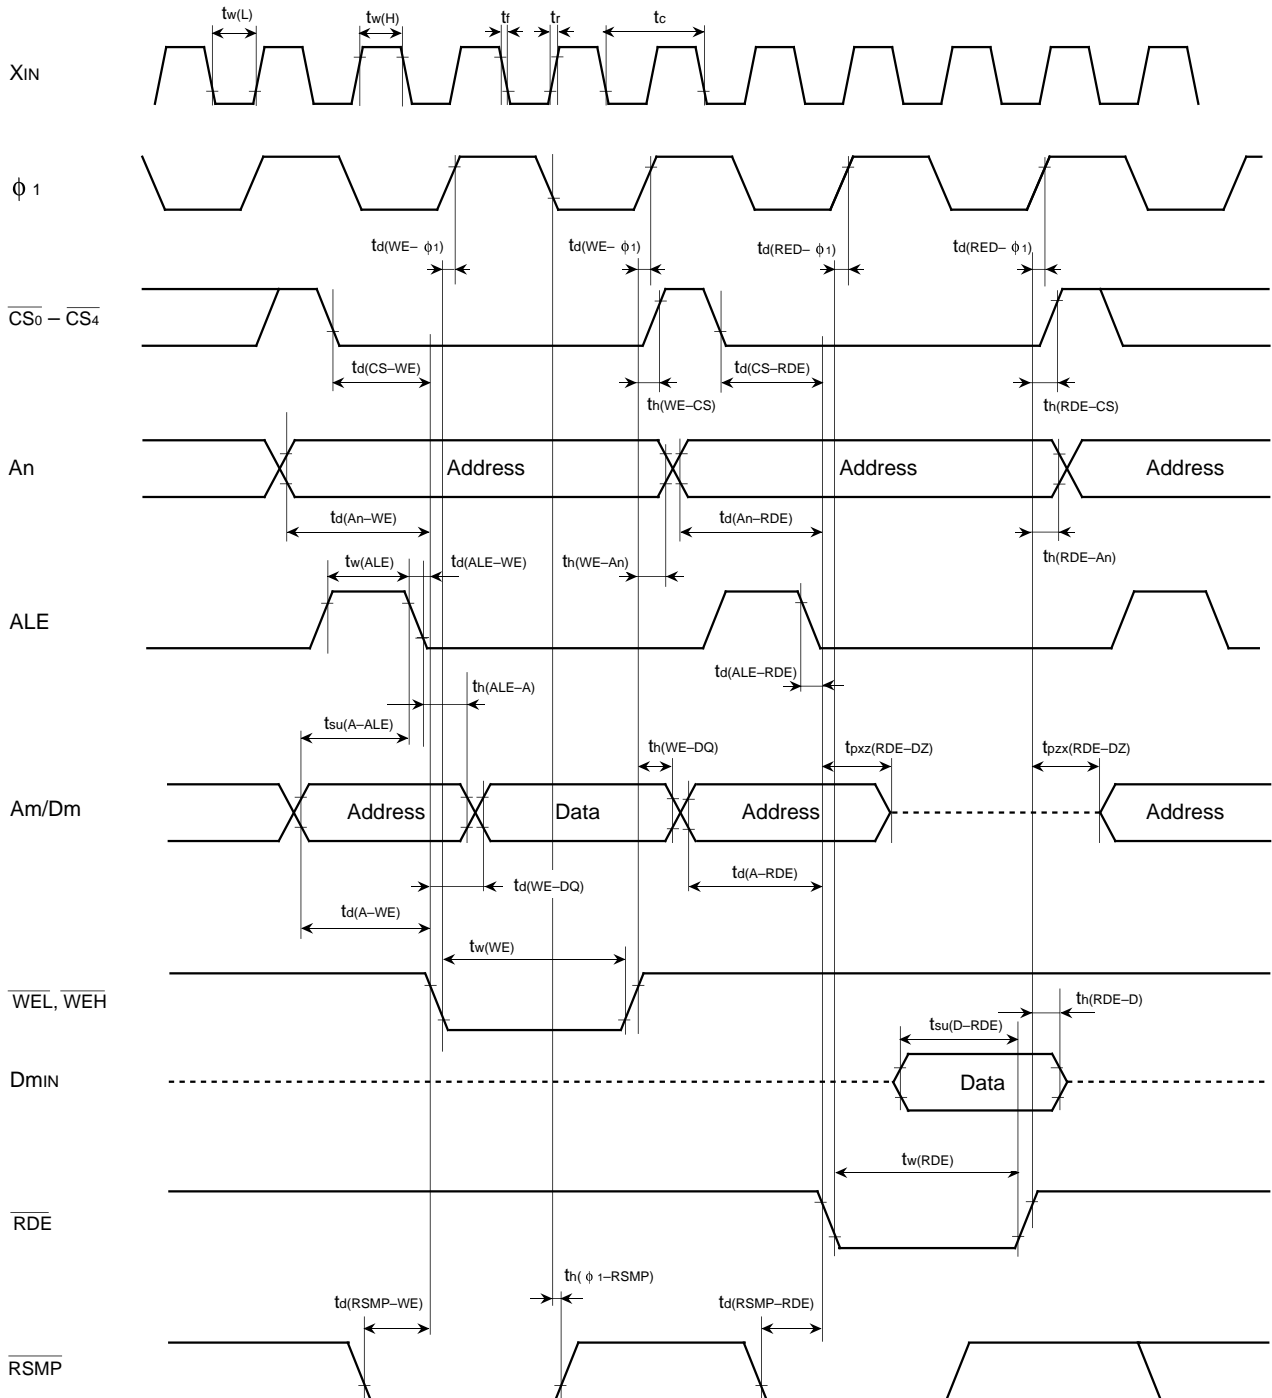 tw(L) tw(H) tf tr tc
XIN
ϕ 1
td(WE– ϕ1) td(WE– ϕ1) td(RED– ϕ1) td(RED– ϕ1)
CS0 – CS4
td(CS–WE) td(CS–RDE)
th(WE–CS) th(RDE–CS)
An Address Address Address
td(An–WE) td(An–RDE)
tw(ALE) td(ALE–WE) th(WE–An) th(RDE–An)
ALE
td(ALE–RDE)
th(ALE–A)
tsu(A–ALE) th(WE–DQ) tpxz(RDE–DZ) tpzx(RDE–DZ)
Am/Dm Address Data Address Address
td(WE–DQ) td(A–RDE)
td(A–WE)
tw(WE)
WEL, WEH
th(RDE–D)
tsu(D–RDE)
DmIN Data
tw(RDE)
RDE
th( ϕ 1–RSMP)
td(RSMP–WE) td(RSMP–RDE)
RSMP